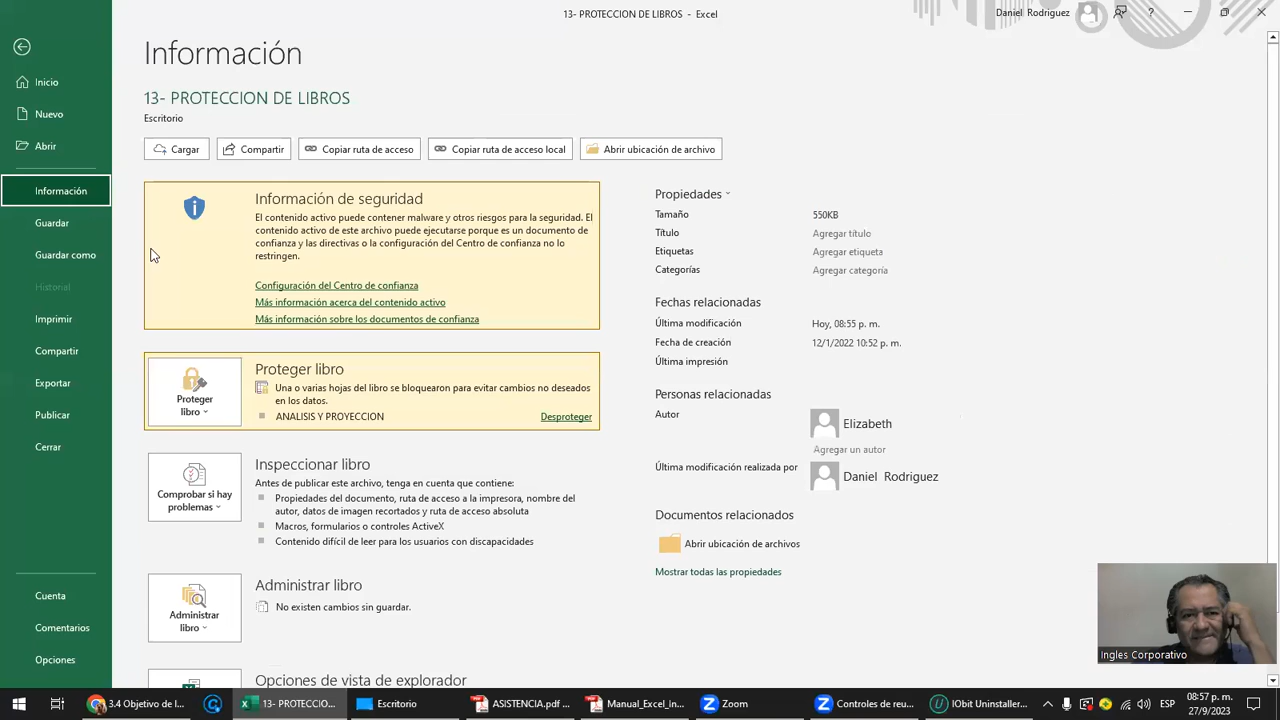 13- PROTECCION DE LIBROS - Excel
Daniel Rodriguez
?
Información
13- PROTECCION DE LIBROS
Escritorio
Inicio
Nuevo
Abrir
Información
Guardar
Guardar como
Historial
Imprimir
Compartir
Exportar
Publicar
Cerrar
Cuenta
Comentarios
Opciones
Cargar
Compartir
Copiar ruta de acceso
Copiar ruta de acceso local
Abrir ubicación de archivo
Información de seguridad
El contenido activo puede contener malware y otros riesgos para la seguridad. El
contenido activo de este archivo puede ejecutarse porque es un documento de
confianza y las directivas o la configuración del Centro de confianza no lo
restringen.
Configuración del Centro de confianza
Más información acerca del contenido activo
Más información sobre los documentos de confianza
Proteger
libro
Proteger libro
Una o varias hojas del libro se bloquearon para evitar cambios no deseados
en los datos.
ANALISIS Y PROYECCION
Desproteger
Comprobar si hay
problemas
Inspeccionar libro
Antes de publicar este archivo, tenga en cuenta que contiene:
Propiedades del documento, ruta de acceso a la impresora, nombre del
autor, datos de imagen recortados y ruta de acceso absoluta
Macros, formularios o controles ActiveX
Contenido difícil de leer para los usuarios con discapacidades
Administrar
libro
Administrar libro
No existen cambios sin guardar.
Opciones de vista de explorador
Propiedades
Tamaño 550KB
Título Agregar título
Etiquetas Agregar etiqueta
Categorías Agregar categoría
Fechas relacionadas
Última modificación Hoy, 08:55 p. m.
Fecha de creación 12/1/2022 10:52 p. m.
Última impresión
Personas relacionadas
Autor Elizabeth
Agregar un autor
Última modificación realizada por Daniel Rodriguez
Documentos relacionados
Abrir ubicación de archivos
Mostrar todas las propiedades
Ingles Corporativo
3.4 Objetivo de l...
13- PROTECCIO...
Escritorio
ASISTENCIA.pdf ...
Manual_Excel_in...
Zoom
Controles de reu...
IObit Uninstaller...
ESP
08:57 p. m.
27/9/2023